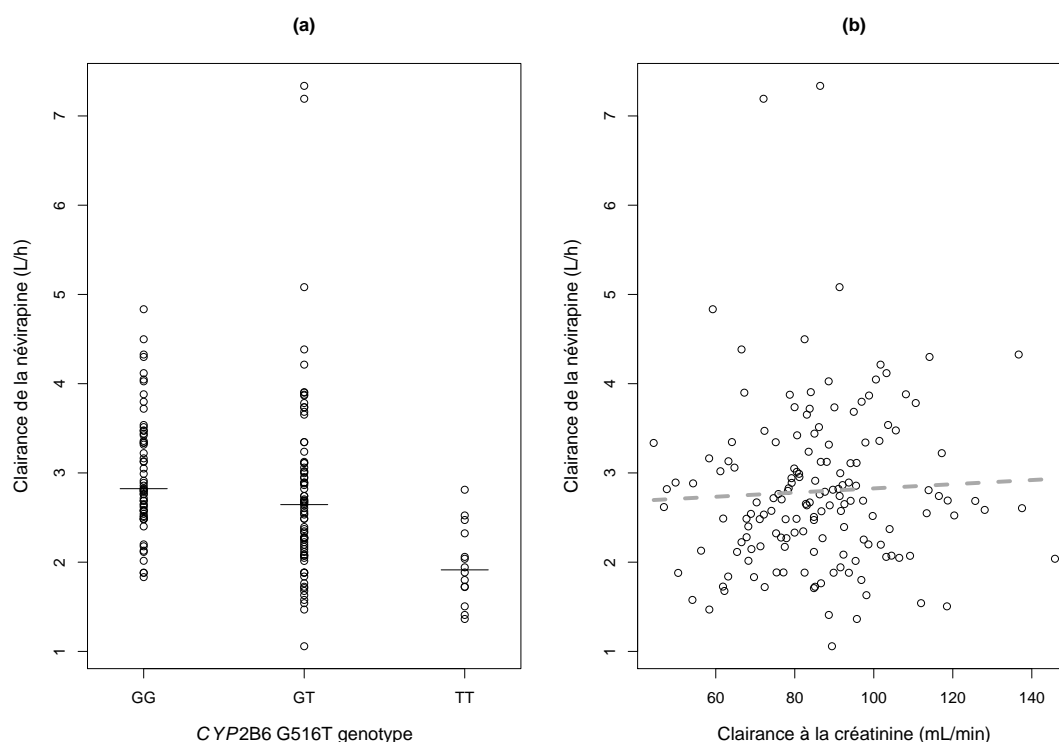 (a)
Clairance de la névirapine (L/h)
7
6
5
4
3
2
1
GG GT TT
CYP2B6 G516T genotype
(b)
Clairance de la névirapine (L/h)
7
6
5
4
3
2
1
60 80 100 120 140
Clairance à la créatinine (mL/min)